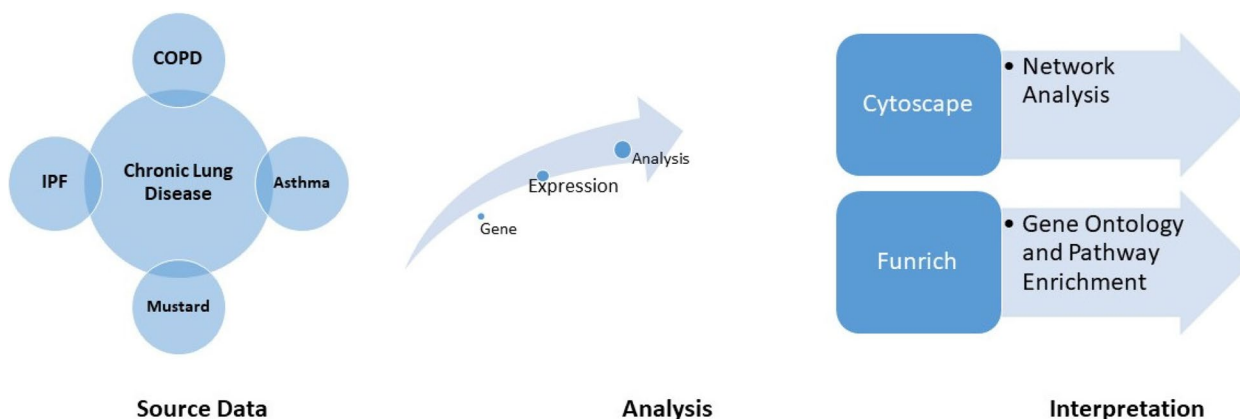 COPD
IPF
Chronic Lung
Disease
Asthma
Mustard
Source Data
Gene
Expression
Analysis
Analysis
Cytoscape
• Network
Analysis
Funrich
• Gene Ontology
and Pathway
Enrichment
Interpretation